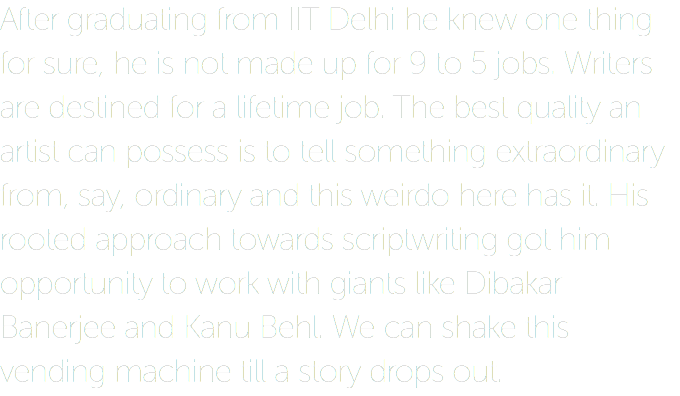 After graduating from IIT Delhi he knew one thing
for sure, he is not made up for 9 to 5 jobs. Writers
are destined for a lifetime job. The best quality an
artist can possess is to tell something extraordinary
from, say, ordinary and this weirdo here has it. His
rooted approach towards scriptwriting got him
opportunity to work with giants like Dibakar
Banerjee and Kanu Behl. We can shake this
vending machine till a story drops out.